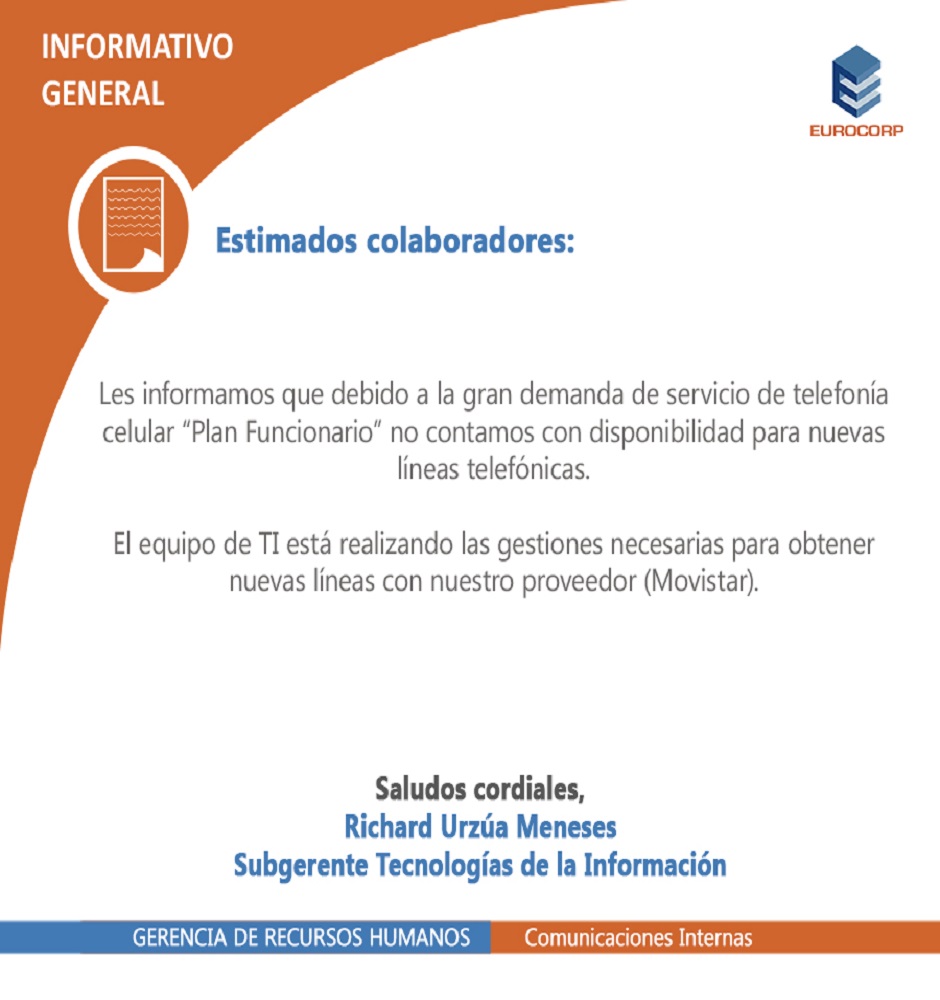 INFORMATIVO
GENERAL
EUROCORP
Estimados colaboradores:
Les informamos que debido a la gran demanda de servicio de telefonía
celular “Plan Funcionario” no contamos con disponibilidad para nuevas
líneas telefónicas.
El equipo de TI está realizando las gestiones necesarias para obtener
nuevas líneas con nuestro proveedor (Movistar).
Saludos cordiales,
Richard Urzúa Meneses
Subgerente Tecnologías de la Información
GERENCIA DE RECURSOS HUMANOS
Comunicaciones Internas